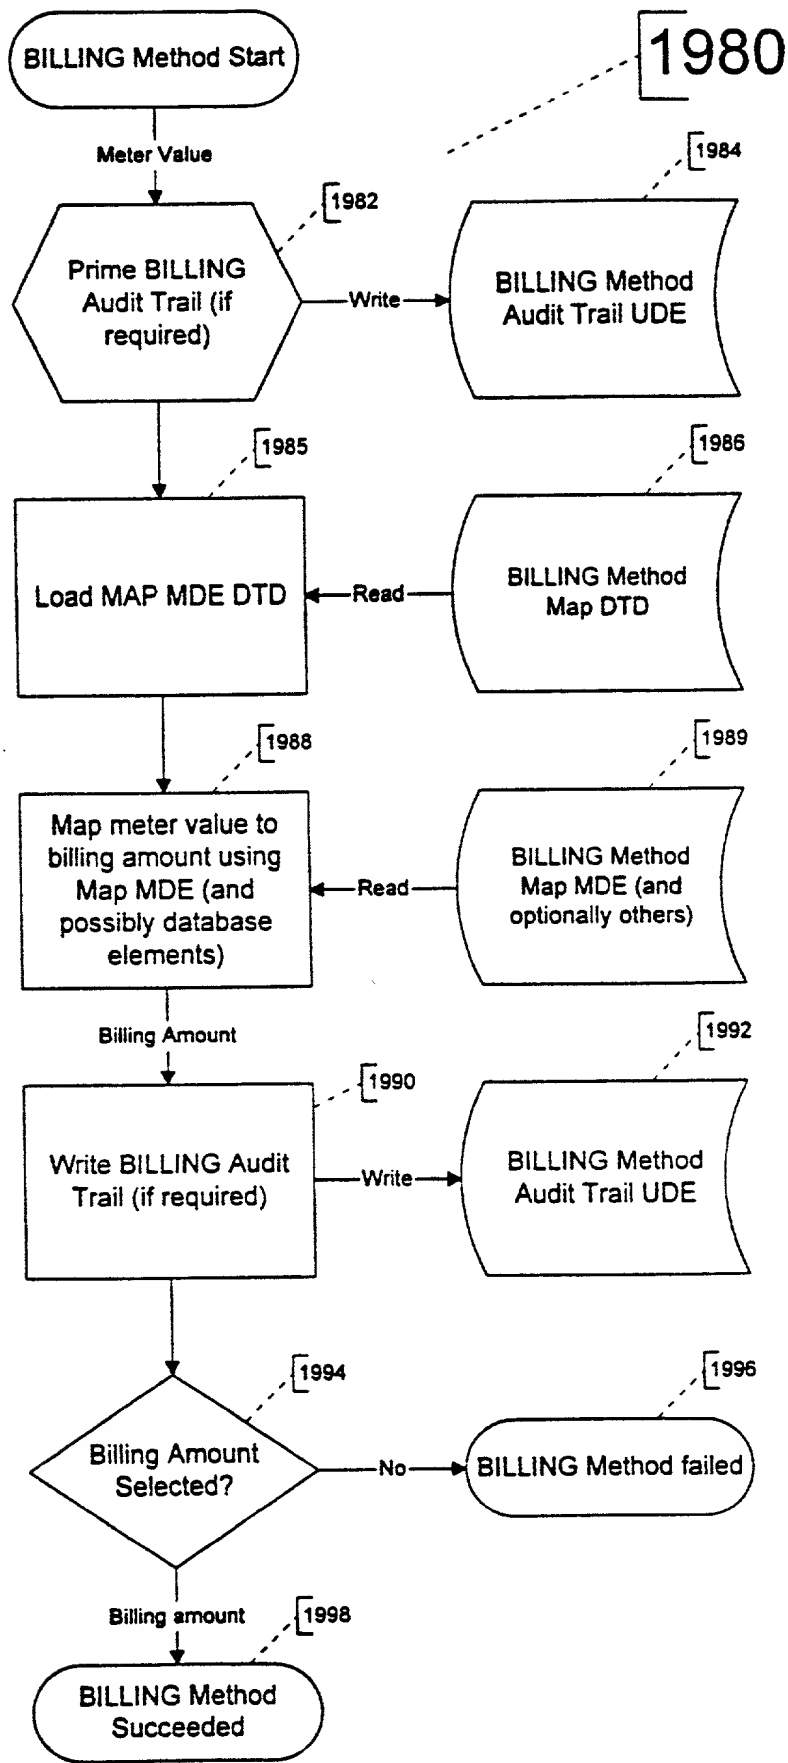 BILLING Method Start
1980
Meter Value
1984
1982
Prime BILLING
Audit Trail (if
required)
Write
BILLING Method
Audit Trail UDE
1985
1986
Load MAP MDE DTD
Read
BILLING Method
Map DTD
1988
1989
Map meter value to
billing amount using
Map MDE (and
possibly database
elements)
Read
BILLING Method
Map MDE (and
optionally others)
Billing Amount
1992
1990
Write BILLING Audit
Trail (if required)
Write
BILLING Method
Audit Trail UDE
1994
1996
Billing Amount
Selected?
No
BILLING Method failed
Billing amount
1998
BILLING Method
Succeeded